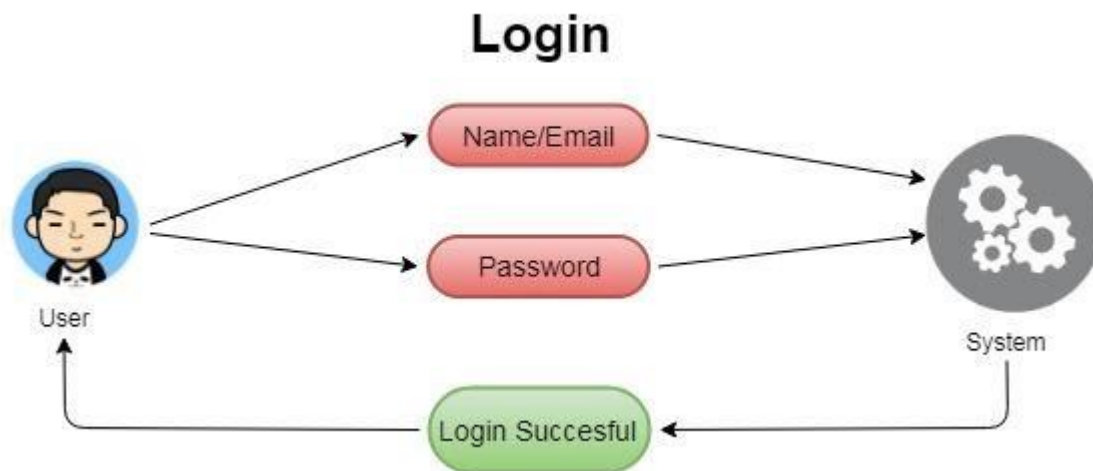 Login
Name/Email
Password
User
System
Login Succesful